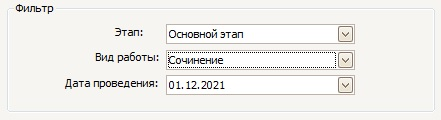 Фильтр
Этап: Основной этап
Вид работы: Сочинение
Дата проведения: 01.12.2021